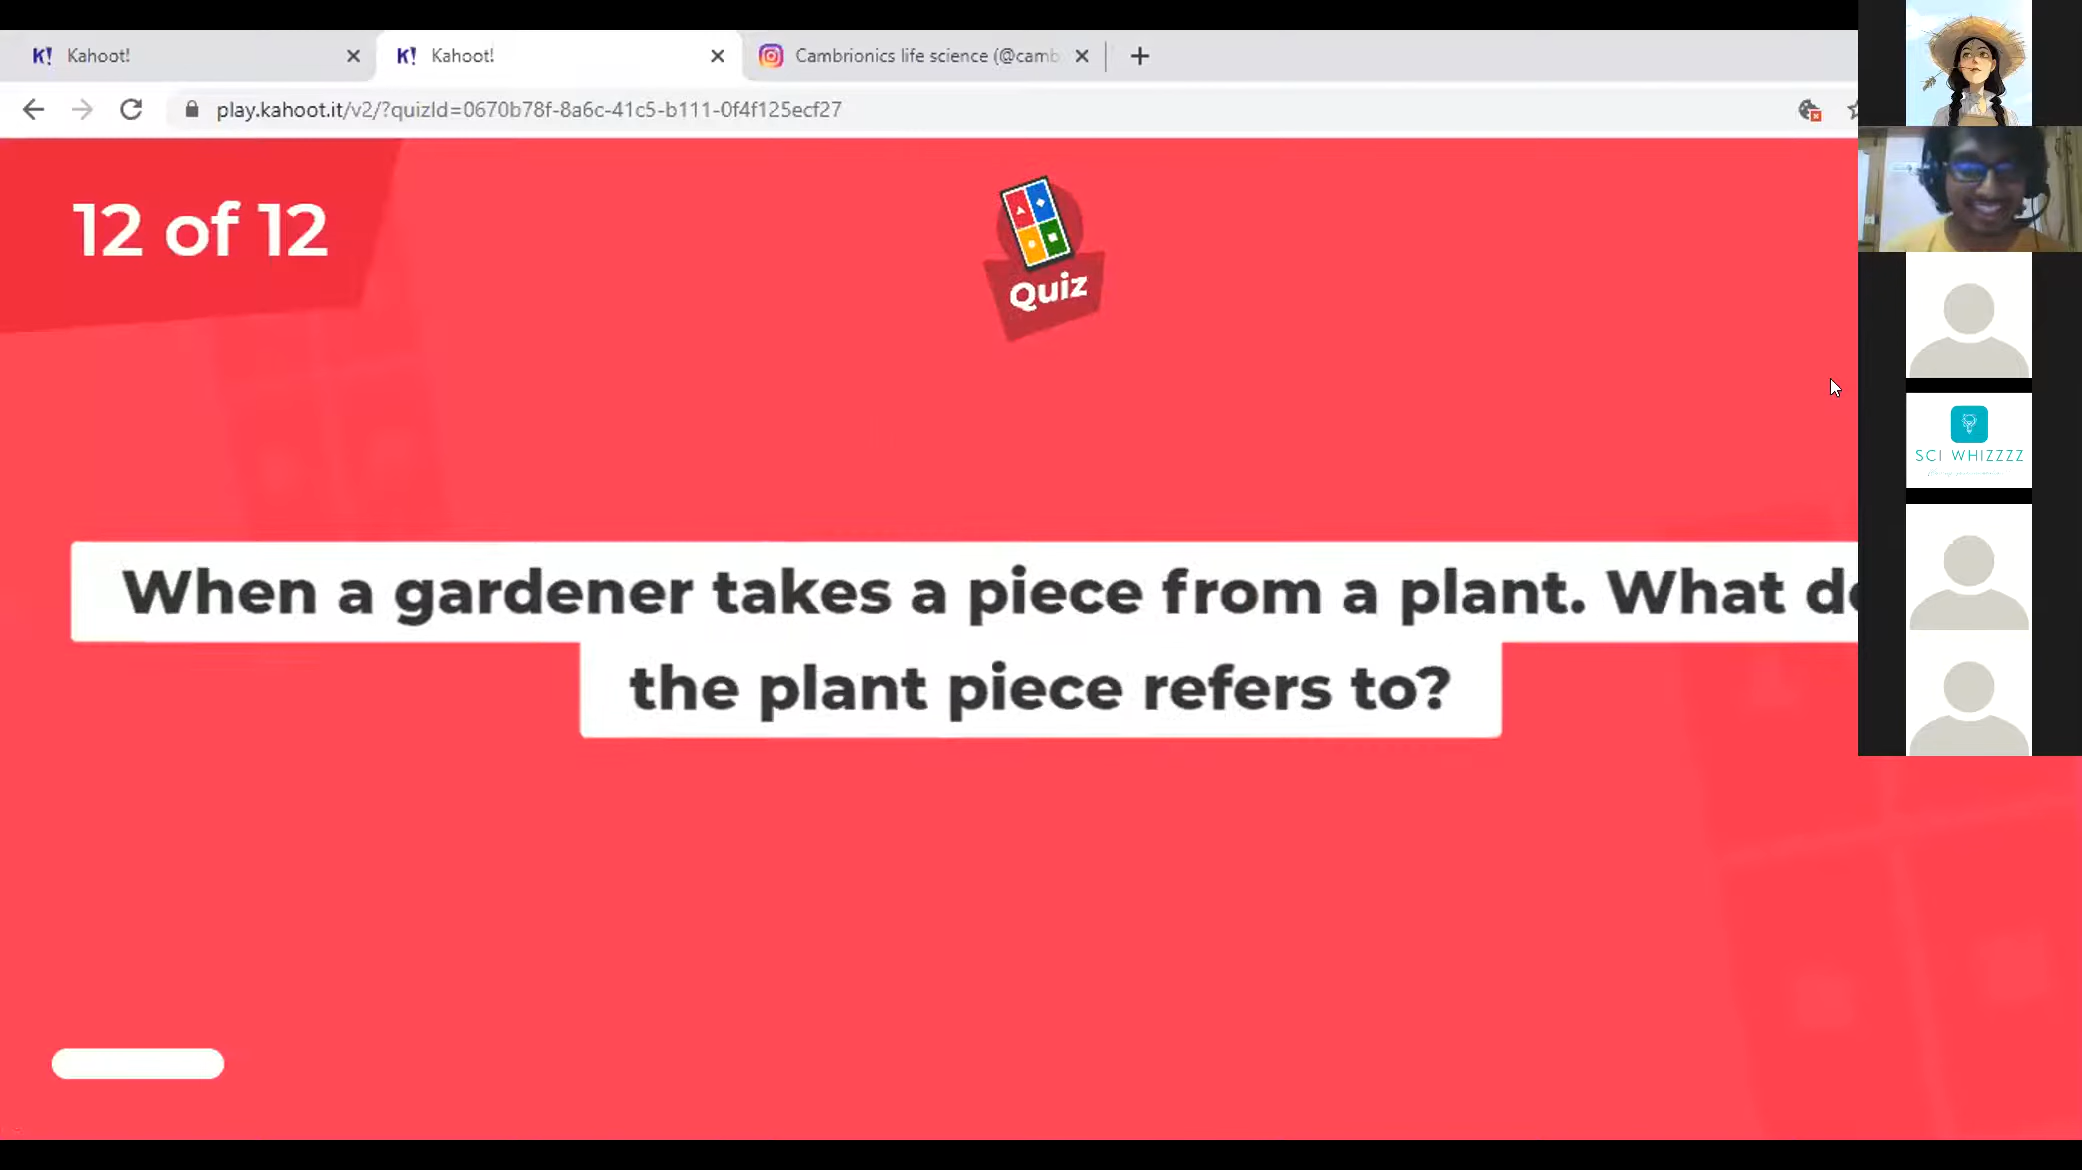 Kahoot!
Kahoot!
Cambrionics life science (@camb
play.kahoot.it/v2/?quizId=0670b78f-8a6c-41c5-b111-0f4f125ecf27
12 of 12
Quiz
When a gardener takes a piece from a plant. What do
the plant piece refers to?
SCI WHIZZZZ